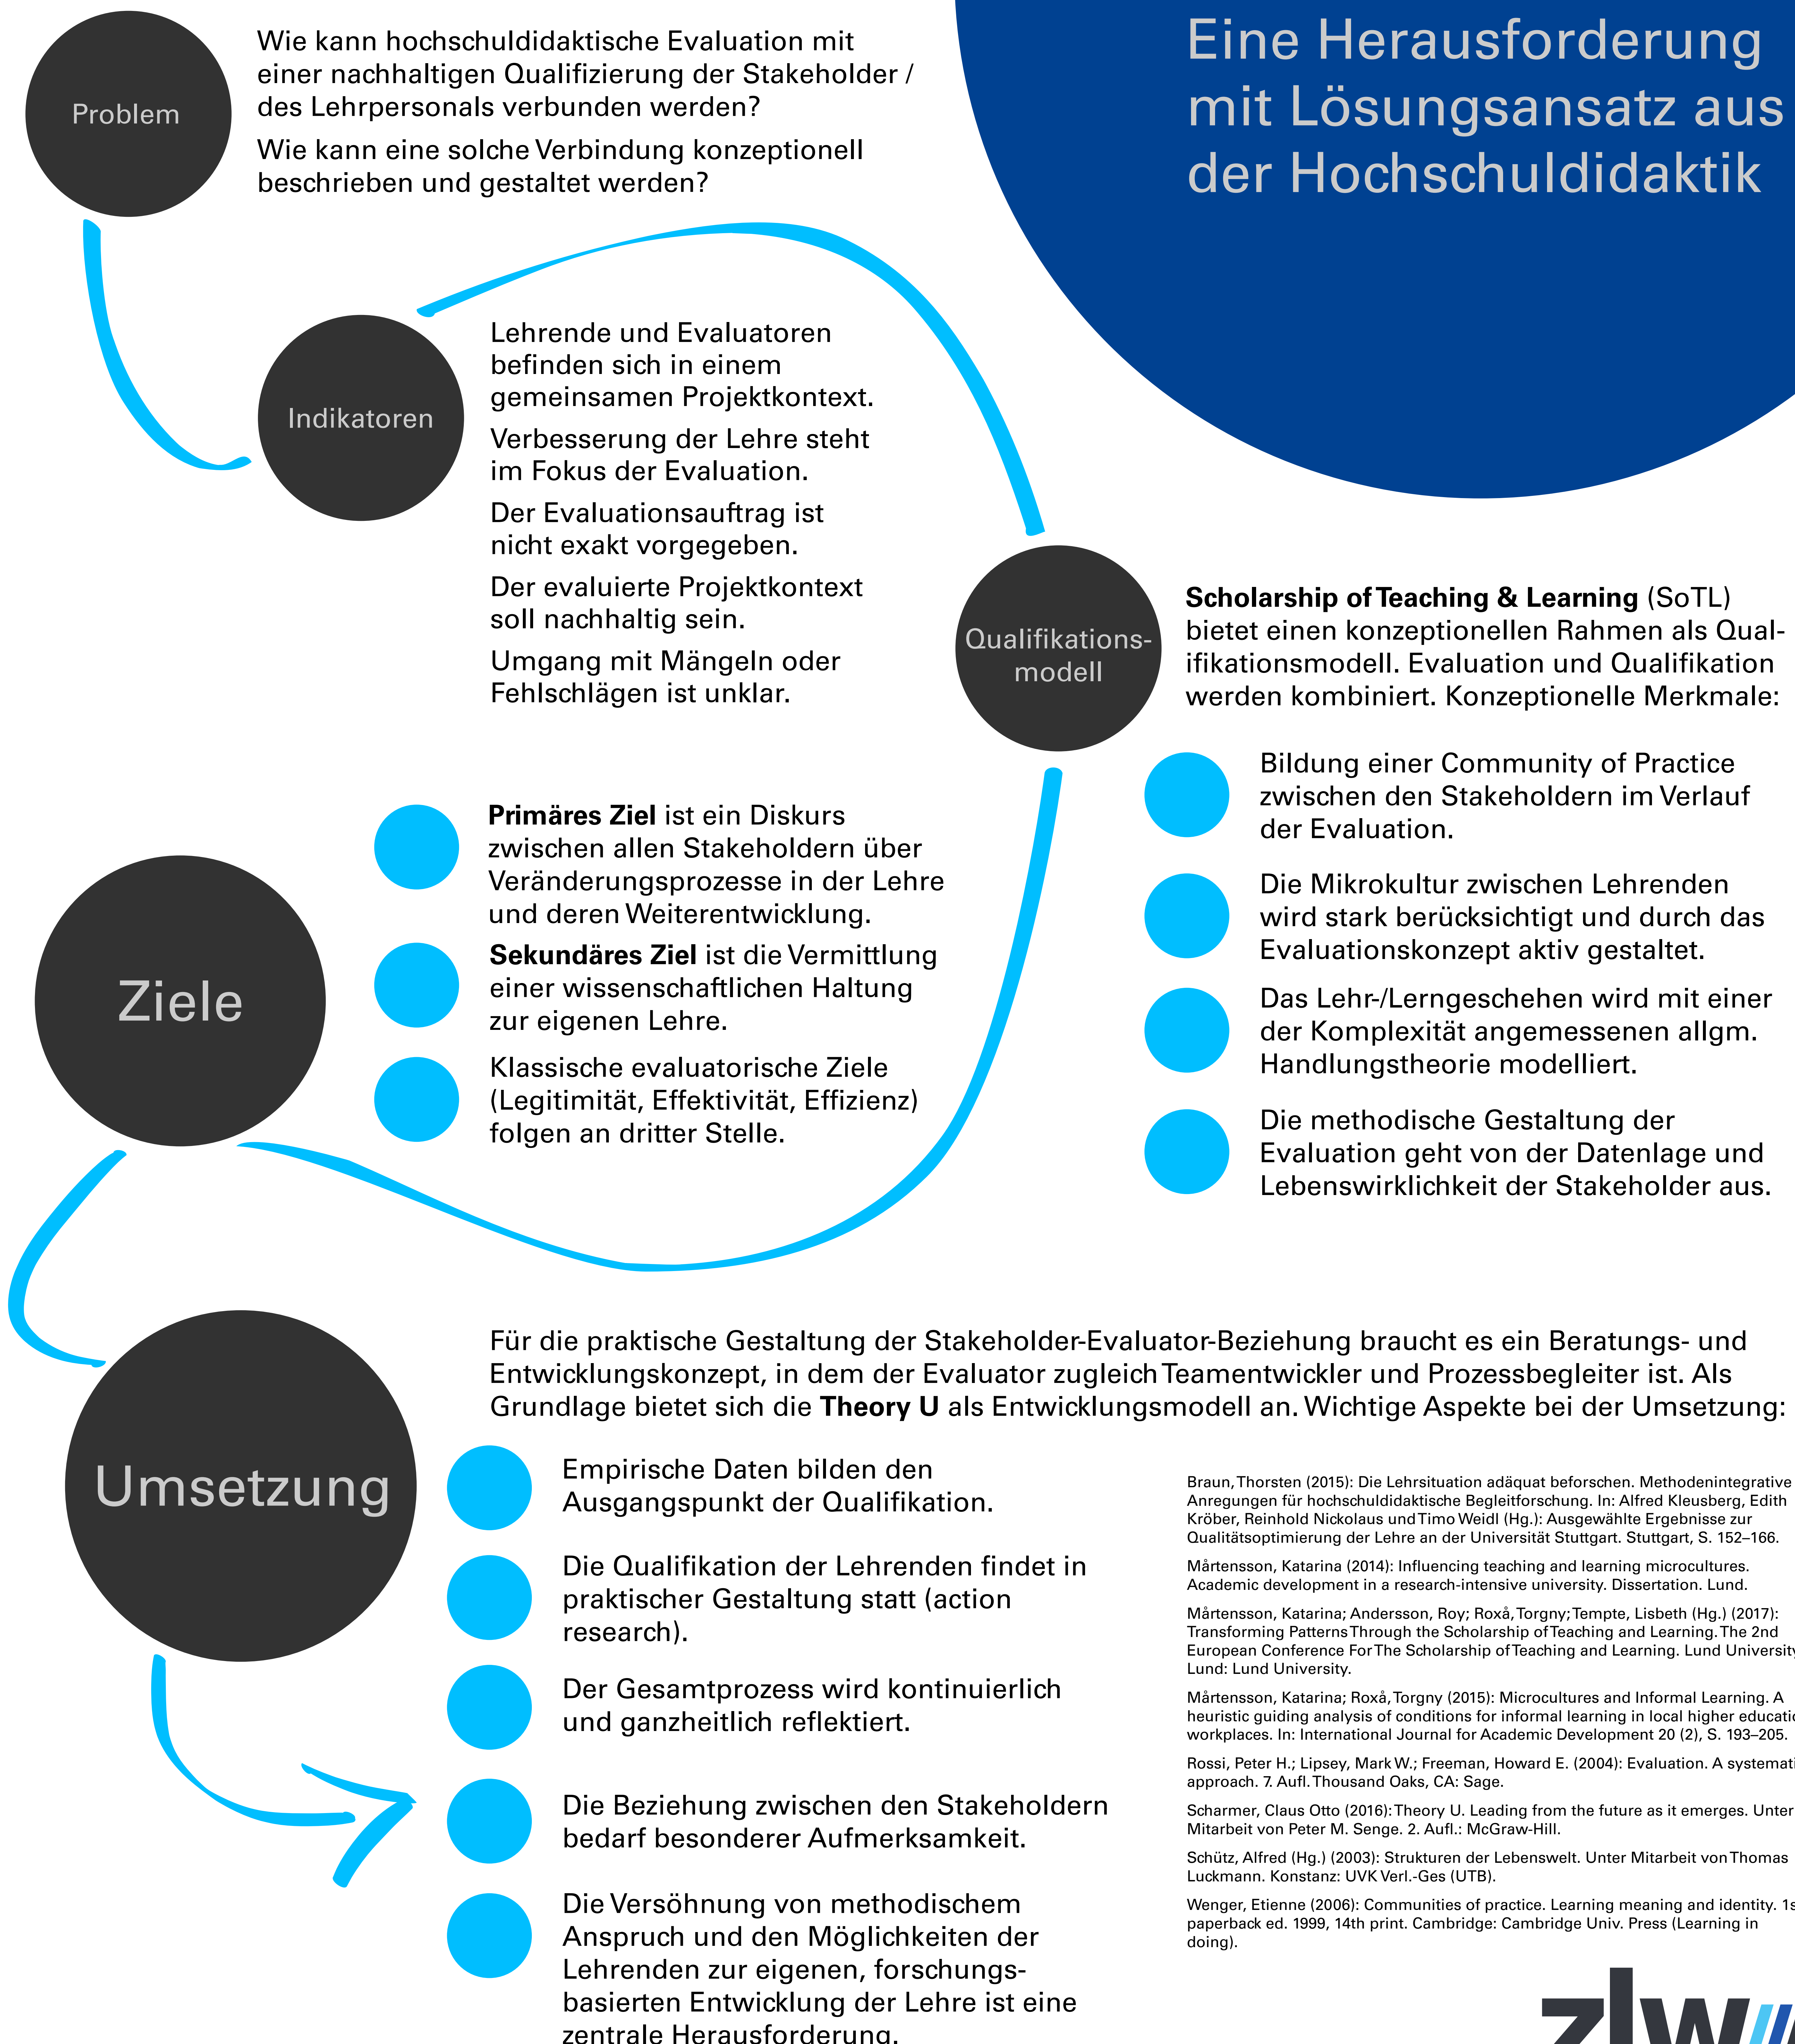 Eine Herausforderung
mit Lösungsansatz aus
der Hochschuldidaktik
Problem
Wie kann hochschuldidaktische Evaluation mit
einer nachhaltigen Qualifizierung der Stakeholder /
des Lehrpersonals verbunden werden?
Wie kann eine solche Verbindung konzeptionell
beschrieben und gestaltet werden?
Indikatoren
Lehrende und Evaluatoren
befinden sich in einem
gemeinsamen Projektkontext.
Verbesserung der Lehre steht
im Fokus der Evaluation.
Der Evaluationsauftrag ist
nicht exakt vorgegeben.
Der evaluierte Projektkontext
soll nachhaltig sein.
Umgang mit Mängeln oder
Fehlschlägen ist unklar.
Qualifikations-
modell
Scholarship of Teaching & Learning (SoTL)
bietet einen konzeptionellen Rahmen als Qual-
ifikationsmodell. Evaluation und Qualifikation
werden kombiniert. Konzeptionelle Merkmale:
Bildung einer Community of Practice
zwischen den Stakeholdern im Verlauf
der Evaluation.
Die Mikrokultur zwischen Lehrenden
wird stark berücksichtigt und durch das
Evaluationskonzept aktiv gestaltet.
Das Lehr-/Lerngeschehen wird mit einer
der Komplexität angemessenen allgm.
Handlungstheorie modelliert.
Die methodische Gestaltung der
Evaluation geht von der Datenlage und
Lebenswirklichkeit der Stakeholder aus.
Ziele
Primäres Ziel ist ein Diskurs
zwischen allen Stakeholdern über
Veränderungsprozesse in der Lehre
und deren Weiterentwicklung.
Sekundäres Ziel ist die Vermittlung
einer wissenschaftlichen Haltung
zur eigenen Lehre.
Klassische evaluatorische Ziele
(Legitimität, Effektivität, Effizienz)
folgen an dritter Stelle.
Umsetzung
Für die praktische Gestaltung der Stakeholder-Evaluator-Beziehung braucht es ein Beratungs- und
Entwicklungskonzept, in dem der Evaluator zugleich Teamentwickler und Prozessbegleiter ist. Als
Grundlage bietet sich die Theory U als Entwicklungsmodell an. Wichtige Aspekte bei der Umsetzung:
Empirische Daten bilden den
Ausgangspunkt der Qualifikation.
Die Qualifikation der Lehrenden findet in
praktischer Gestaltung statt (action
research).
Der Gesamtprozess wird kontinuierlich
und ganzheitlich reflektiert.
Die Beziehung zwischen den Stakeholdern
bedarf besonderer Aufmerksamkeit.
Die Versöhnung von methodischem
Anspruch und den Möglichkeiten der
Lehrenden zur eigenen, forschungs-
basierten Entwicklung der Lehre ist eine
zentrale Herausforderung.
Braun, Thorsten (2015): Die Lehrsituation adäquat beforschen. Methodenintegrative
Anregungen für hochschuldidaktische Begleitforschung. In: Alfred Kleusberg, Edith
Kröber, Reinhold Nickolaus und Timo Weidl (Hg.): Ausgewählte Ergebnisse zur
Qualitätsoptimierung der Lehre an der Universität Stuttgart. Stuttgart, S. 152–166.
Mårtensson, Katarina (2014): Influencing teaching and learning microcultures.
Academic development in a research-intensive university. Dissertation. Lund.
Mårtensson, Katarina; Andersson, Roy; Roxå, Torgny; Tempte, Lisbeth (Hg.) (2017):
Transforming Patterns Through the Scholarship of Teaching and Learning. The 2nd
European Conference For The Scholarship of Teaching and Learning. Lund University
Lund: Lund University.
Mårtensson, Katarina; Roxå, Torgny (2015): Microcultures and Informal Learning. A
heuristic guiding analysis of conditions for informal learning in local higher educatio
workplaces. In: International Journal for Academic Development 20 (2), S. 193–205.
Rossi, Peter H.; Lipsey, Mark W.; Freeman, Howard E. (2004): Evaluation. A systemati
approach. 7. Aufl. Thousand Oaks, CA: Sage.
Scharmer, Claus Otto (2016): Theory U. Leading from the future as it emerges. Unter
Mitarbeit von Peter M. Senge. 2. Aufl.: McGraw-Hill.
Schütz, Alfred (Hg.) (2003): Strukturen der Lebenswelt. Unter Mitarbeit von Thomas
Luckmann. Konstanz: UVK Verl.-Ges (UTB).
Wenger, Etienne (2006): Communities of practice. Learning meaning and identity. 1s
paperback ed. 1999, 14th print. Cambridge: Cambridge Univ. Press (Learning in
doing).
zlw